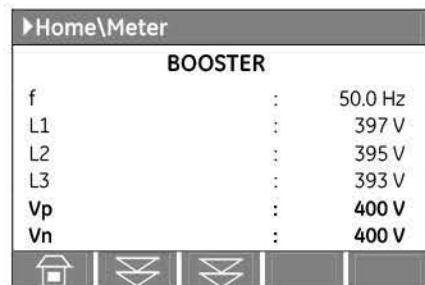 ▶Home\Meter
BOOSTER
f : 50.0 Hz
L1 : 397 V
L2 : 395 V
L3 : 393 V
Vp : 400 V
Vn : 400 V